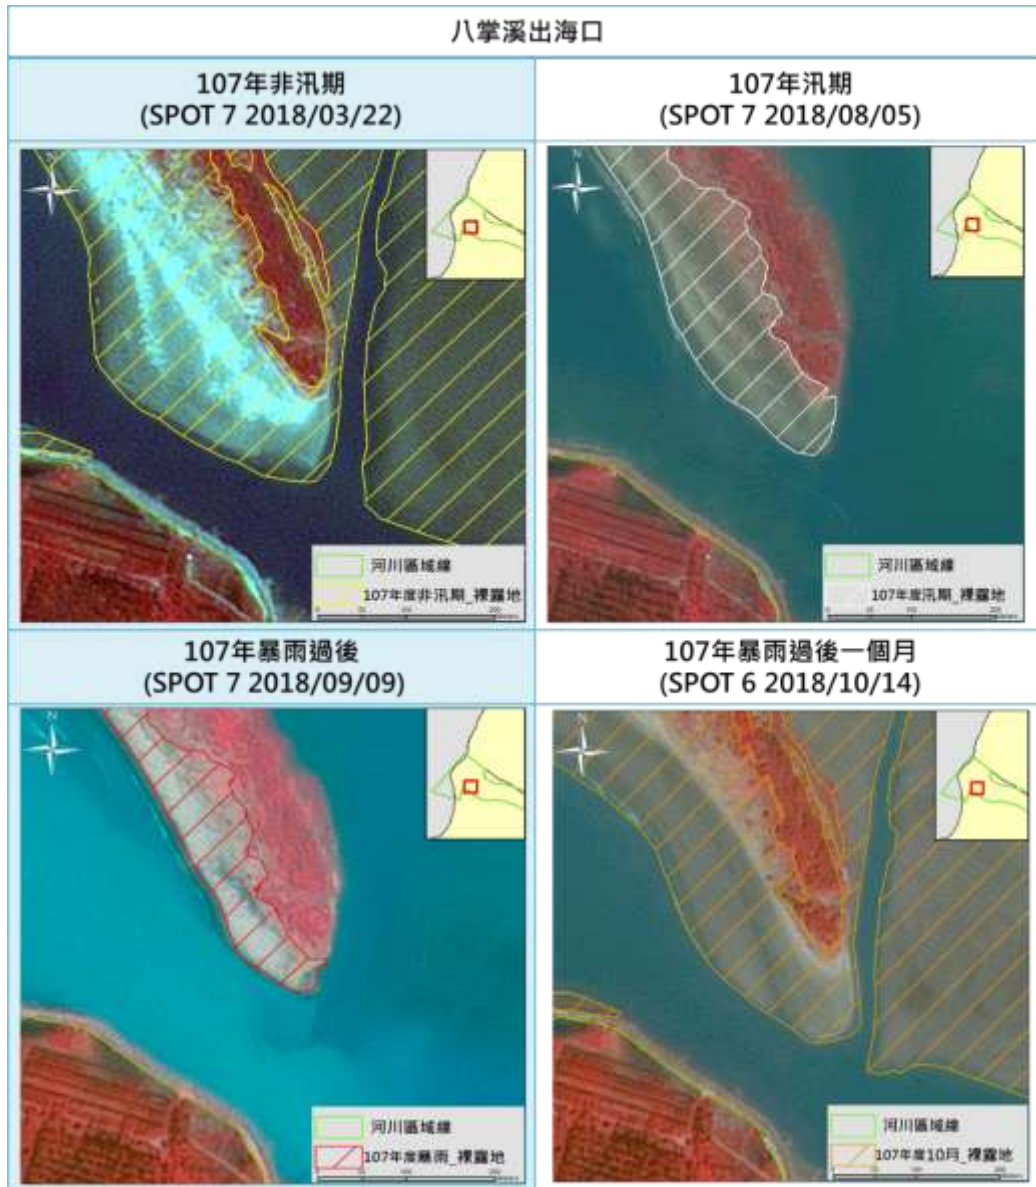 八掌溪出海口
107年非汛期
(SPOT 7 2018/03/22)
107年汛期
(SPOT 7 2018/08/05)
N
河川區域線
107年度非汛期_裸露地
N
河川區域線
107年度汛期_裸露地
107年暴雨過後
(SPOT 7 2018/09/09)
107年暴雨過後一個月
(SPOT 6 2018/10/14)
N
河川區域線
107年度暴雨_裸露地
N
河川區域線
107年度10月_裸露地